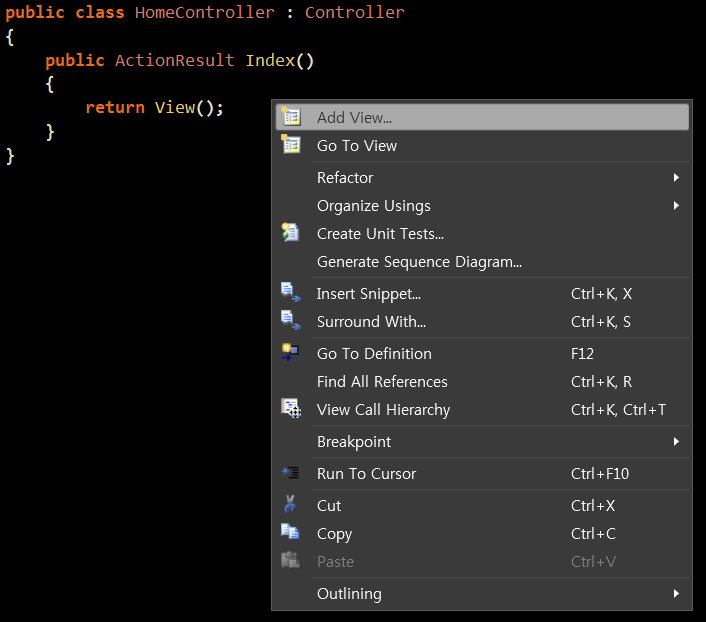 public class HomeController : Controller
{
public ActionResult Index()
{
return View();
}
}
Add View...
Go To View
Refactor
Organize Usings
Create Unit Tests...
Generate Sequence Diagram...
Insert Snippet... Ctrl+K, X
Surround With... Ctrl+K, S
Go To Definition F12
Find All References Ctrl+K, R
View Call Hierarchy Ctrl+K, Ctrl+T
Breakpoint
Run To Cursor Ctrl+F10
Cut Ctrl+X
Copy Ctrl+C
Paste Ctrl+V
Outlining